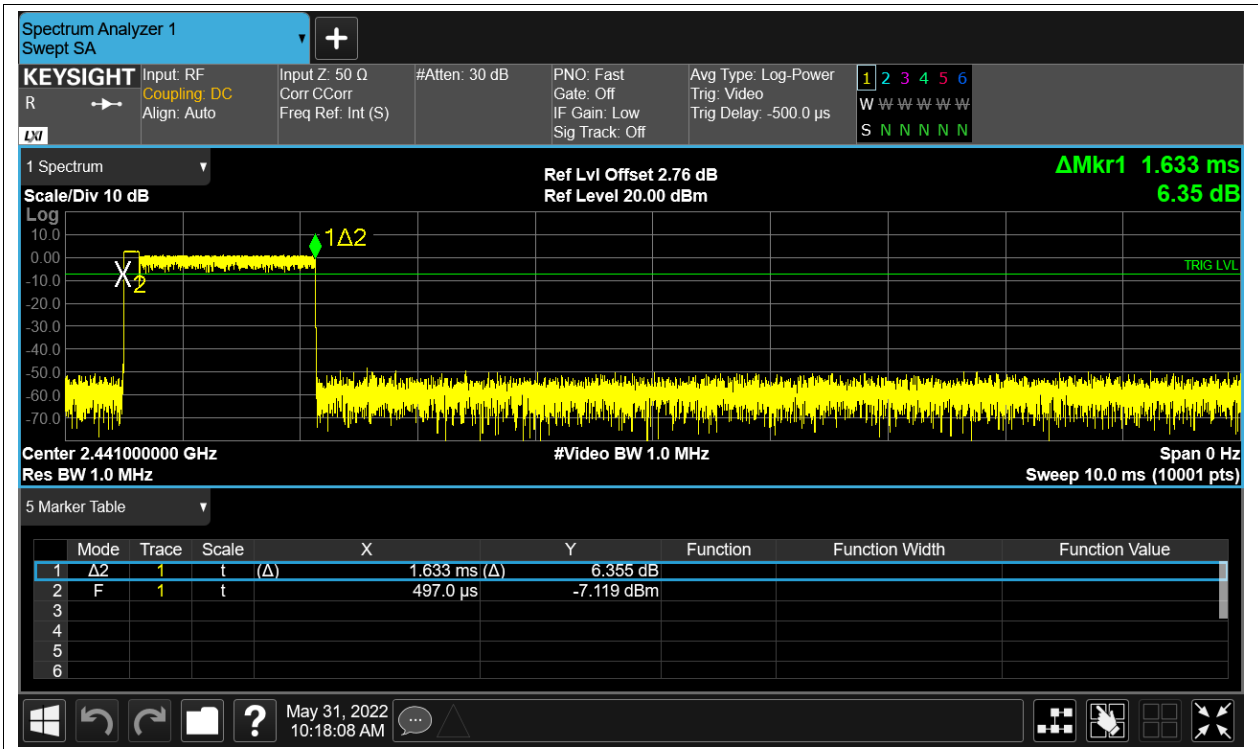 Spectrum Analyzer 1
Swept SA
KEYSIGHT Input: RF Input Z: 50 Ω #Atten: 30 dB PNO: Fast Avg Type: Log-Power 1 2 3 4 5 6
R Coupling: DC Corr CCorr Gate: Off Trig: Video W W W W W W
Align: Auto Freq Ref: Int (S) IF Gain: Low Trig Delay: -500.0 µs
LXI Sig Track: Off S N N N N N
1 Spectrum Ref Lvl Offset 2.76 dB ΔMkr1 1.633 ms
Scale/Div 10 dB Ref Level 20.00 dBm 6.35 dB
Log
10.0 1Δ2
0.00 TRIG LVL
-10.0 X 2
-20.0
-30.0
-40.0
-50.0
-60.0
-70.0
Center 2.441000000 GHz #Video BW 1.0 MHz Span 0 Hz
Res BW 1.0 MHz Sweep 10.0 ms (10001 pts)
5 Marker Table
Mode Trace Scale X Y Function Function Width Function Value
1 Δ2 1 t (Δ) 1.633 ms (Δ) 6.355 dB
2 F 1 t 497.0 µs -7.119 dBm
3
4
5
6
? May 31, 2022
10:18:08 AM